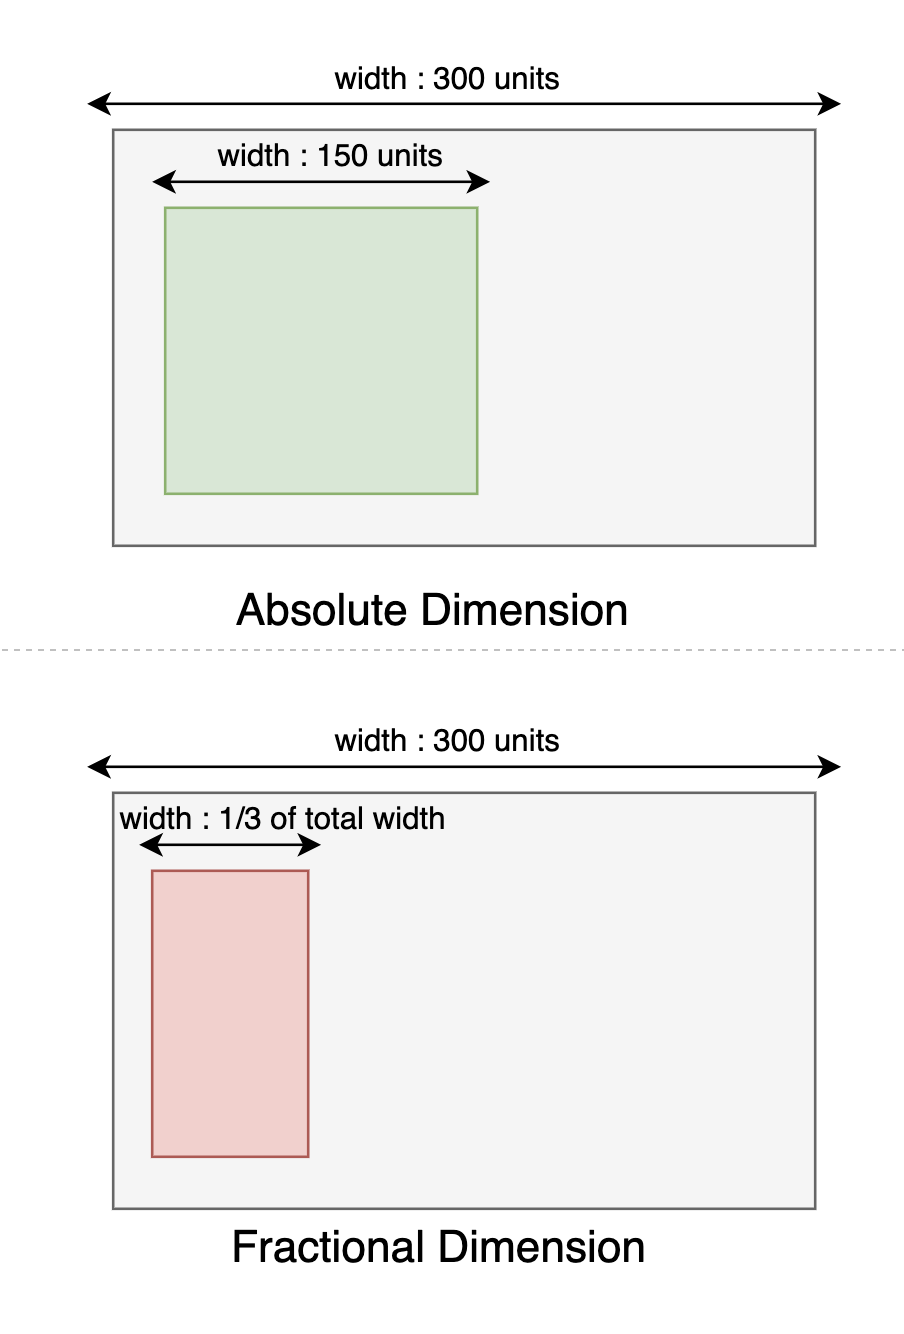 width : 300 units
width : 150 units
Absolute Dimension
width : 300 units
width : 1/3 of total width
Fractional Dimension